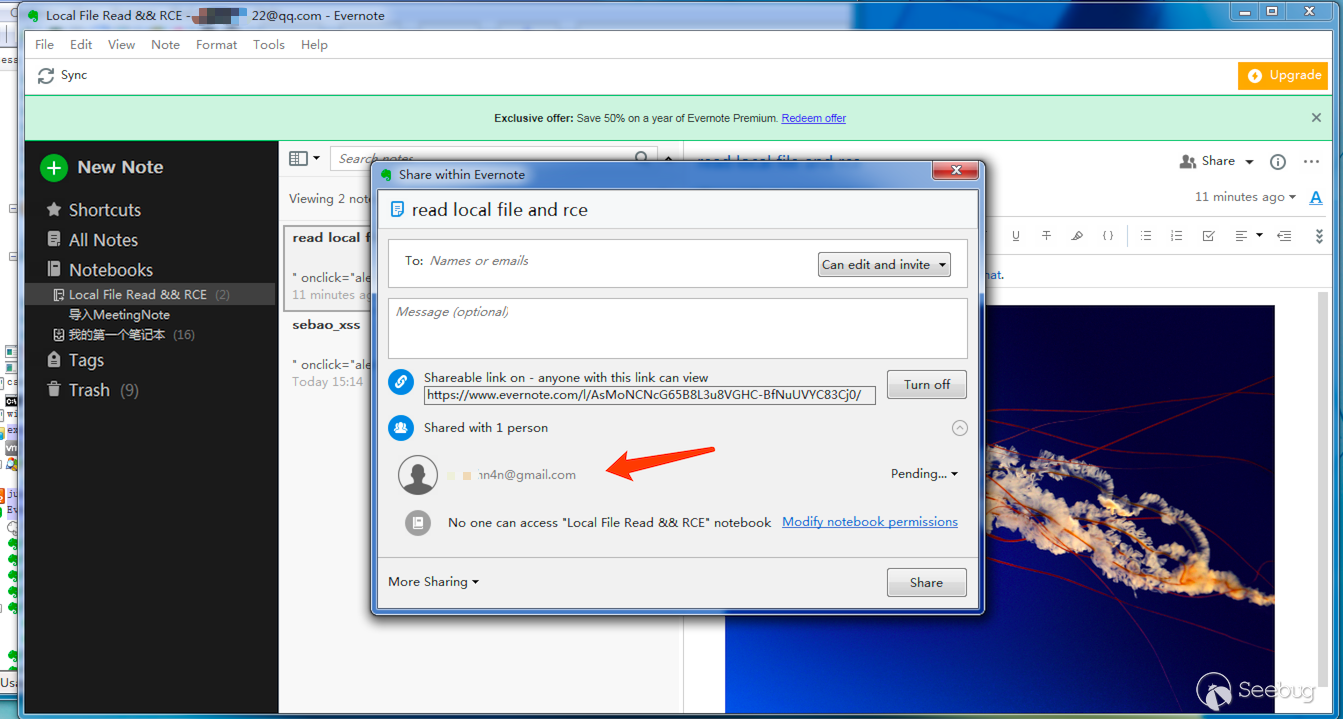 Local File Read && RCE - 22@qq.com - Evernote
File Edit View Note Format Tools Help
Sync
Upgrade
Exclusive offer: Save 50% on a year of Evernote Premium. Redeem offer
New Note
Shortcuts
All Notes
Notebooks
Local File Read && RCE (2)
导入MeetingNote
我的第一个笔记本 (16)
Tags
Trash (9)
Search notes
Viewing 2 not
read local f
" onclick="ale
11 minutes ag
sebao_xss
" onclick="ale
Today 15:14
read local file and rce
Share
11 minutes ago
A
Share within Evernote
read local file and rce
To: Names or emails
Can edit and invite
Message (optional)
Shareable link on - anyone with this link can view
https://www.evernote.com/l/AsMoNCNcG65B8L3u8VGHC-BfNuUVYC83Cj0/
Turn off
Shared with 1 person
nn4n@gmail.com
Pending...
No one can access "Local File Read && RCE" notebook Modify notebook permissions
More Sharing
Share
Seebug